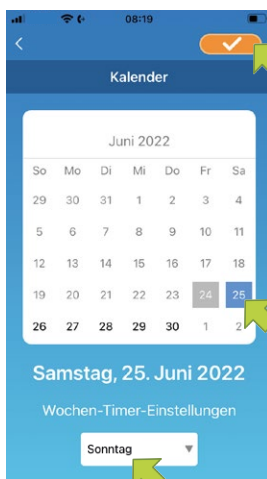 08:19
Kalender
Juni 2022
So Mo Di Mi Do Fr Sa
29 30 31 1 2 3 4
5 6 7 8 9 10 11
12 13 14 15 16 17 18
19 20 21 22 23 24 25
26 27 28 29 30 1 2
Samstag, 25. Juni 2022
Wochen-Timer-Einstellungen
Sonntag